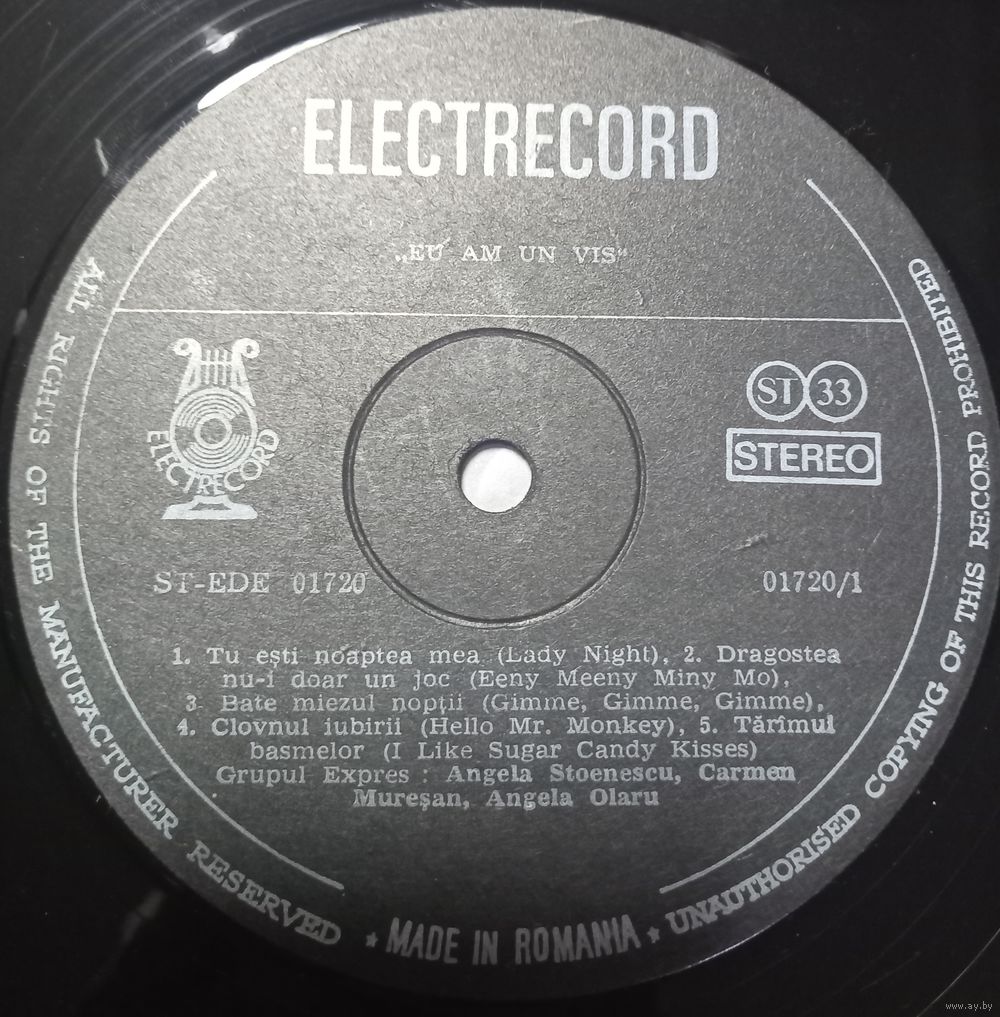 ELECTRECORD
„EU AM UN VIS“
ELECTRECORD
ST 33
STEREO
ST-EDE 01720
01720/1
1. Tu ești noaptea mea (Lady Night), 2. Dragostea
nu-i doar un joc (Eeny Meeny Miny Mo),
3. Bate miezul nopții (Gimme, Gimme, Gimme),
4. Clovnul iubirii (Hello Mr. Monkey), 5. Tărîmul
basmelor (I Like Sugar Candy Kisses)
Grupul Expres : Angela Stoenescu, Carmen
Mureșan, Angela Olaru
ALL RIGHTS OF THE MANUFACTURER RESERVED ★ MADE IN ROMANIA ★ UNAUTHORISED COPYING OF THIS RECORD PROHIBITED
www.ay.by